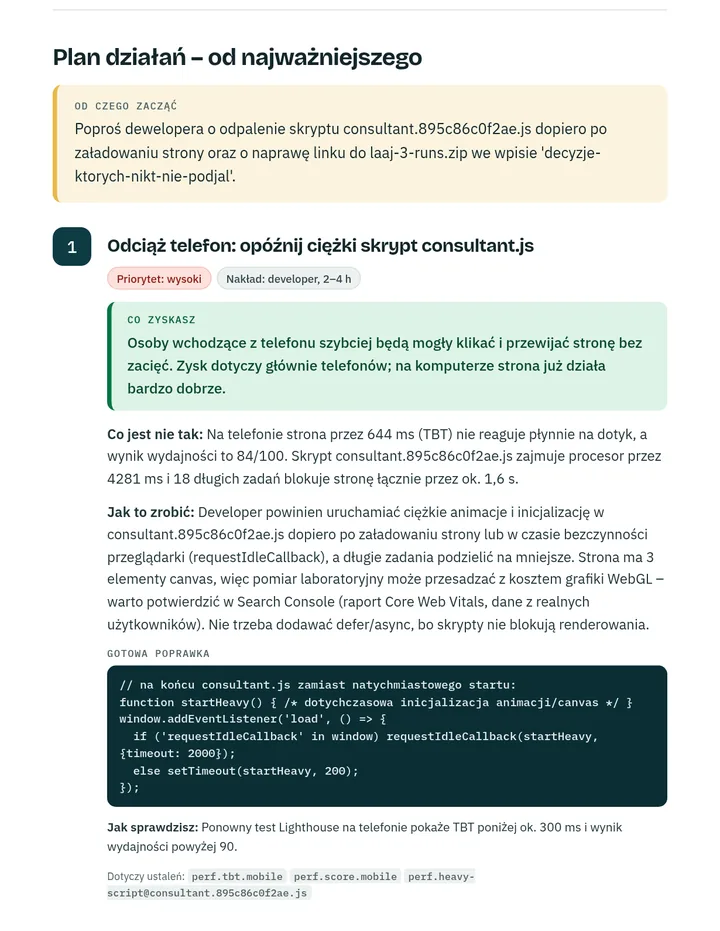 Plan działań – od najważniejszego
OD CZEGO ZACZĄĆ
Poproś dewelopera o odpalenie skryptu consultant.895c86c0f2ae.js dopiero po
załadowaniu strony oraz o naprawę linku do laaj-3-runs.zip we wpisie 'decyzje-
ktorych-nikt-nie-podjal'.
1
Odciąż telefon: opóźnij ciężki skrypt consultant.js
Priorytet: wysoki
Nakład: developer, 2–4 h
CO ZYSKASZ
Osoby wchodzące z telefonu szybciej będą mogły klikać i przewijać stronę bez
zacięć. Zysk dotyczy głównie telefonów; na komputerze strona już działa
bardzo dobrze.
Co jest nie tak: Na telefonie strona przez 644 ms (TBT) nie reaguje płynnie na dotyk, a
wynik wydajności to 84/100. Skrypt consultant.895c86c0f2ae.js zajmuje procesor przez
4281 ms i 18 długich zadań blokuje stronę łącznie przez ok. 1,6 s.
Jak to zrobić: Developer powinien uruchamiać ciężkie animacje i inicjalizację w
consultant.895c86c0f2ae.js dopiero po załadowaniu strony lub w czasie bezczynności
przeglądarki (requestIdleCallback), a długie zadania podzielić na mniejsze. Strona ma 3
elementy canvas, więc pomiar laboratoryjny może przesadzać z kosztem grafiki WebGL –
warto potwierdzić w Search Console (raport Core Web Vitals, dane z realnych
użytkowników). Nie trzeba dodawać defer/async, bo skrypty nie blokują renderowania.
GOTOWA POPRAWKA
// na końcu consultant.js zamiast natychmiastowego startu:
function startHeavy() { /* dotychczasowa inicjalizacja animacji/canvas */ }
window.addEventListener('load', () => {
  if ('requestIdleCallback' in window) requestIdleCallback(startHeavy,
{timeout: 2000});
  else setTimeout(startHeavy, 200);
});
Jak sprawdzisz: Ponowny test Lighthouse na telefonie pokaże TBT poniżej ok. 300 ms i wynik
wydajności powyżej 90.
Dotyczy ustaleń: perf.tbt.mobile perf.score.mobile perf.heavy-
script@consultant.895c86c0f2ae.js